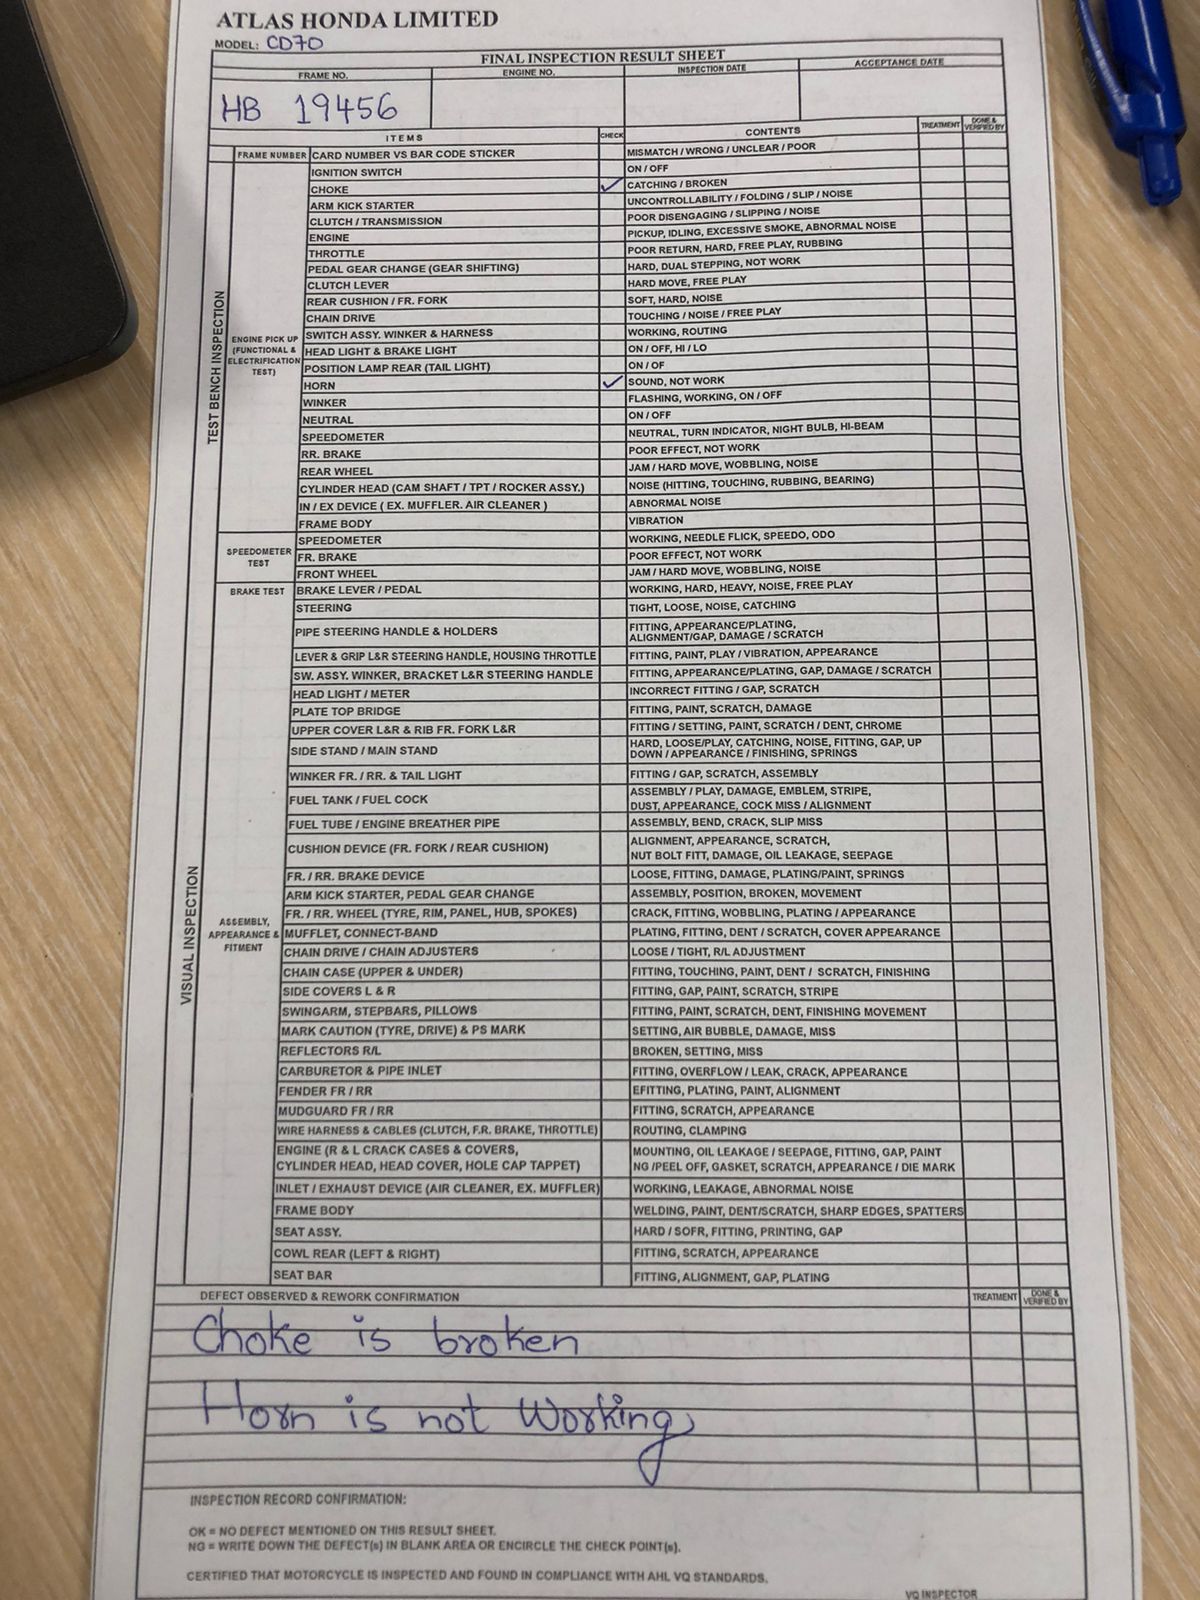 ATLAS HONDA LIMITED
MODEL: CD70
FINAL INSPECTION RESULT SHEET
FRAME NO. ENGINE NO. INSPECTION DATE ACCEPTANCE DATE
HB 19456
ITEMS CHECK CONTENTS TREATMENT DONE & VERIFIED BY
TEST BENCH INSPECTION
FRAME NUMBER CARD NUMBER VS BAR CODE STICKER MISMATCH / WRONG / UNCLEAR / POOR
ENGINE PICK UP (FUNCTIONAL & ELECTRIFICATION TEST)
IGNITION SWITCH ON / OFF
CHOKE ✓ CATCHING / BROKEN
ARM KICK STARTER UNCONTROLLABILITY / FOLDING / SLIP / NOISE
CLUTCH / TRANSMISSION POOR DISENGAGING / SLIPPING / NOISE
ENGINE PICKUP, IDLING, EXCESSIVE SMOKE, ABNORMAL NOISE
THROTTLE POOR RETURN, HARD, FREE PLAY, RUBBING
PEDAL GEAR CHANGE (GEAR SHIFTING) HARD, DUAL STEPPING, NOT WORK
CLUTCH LEVER HARD MOVE, FREE PLAY
REAR CUSHION / FR. FORK SOFT, HARD, NOISE
CHAIN DRIVE TOUCHING / NOISE / FREE PLAY
SWITCH ASSY. WINKER & HARNESS WORKING, ROUTING
HEAD LIGHT & BRAKE LIGHT ON / OFF, HI / LO
POSITION LAMP REAR (TAIL LIGHT) ON / OF
HORN ✓ SOUND, NOT WORK
WINKER FLASHING, WORKING, ON / OFF
NEUTRAL ON / OFF
SPEEDOMETER NEUTRAL, TURN INDICATOR, NIGHT BULB, HI-BEAM
RR. BRAKE POOR EFFECT, NOT WORK
REAR WHEEL JAM / HARD MOVE, WOBBLING, NOISE
CYLINDER HEAD (CAM SHAFT / TPT / ROCKER ASSY.) NOISE (HITTING, TOUCHING, RUBBING, BEARING)
IN / EX DEVICE ( EX. MUFFLER. AIR CLEANER ) ABNORMAL NOISE
FRAME BODY VIBRATION
SPEEDOMETER TEST
SPEEDOMETER WORKING, NEEDLE FLICK, SPEEDO, ODO
FR. BRAKE POOR EFFECT, NOT WORK
FRONT WHEEL JAM / HARD MOVE, WOBBLING, NOISE
VISUAL INSPECTION
BRAKE TEST BRAKE LEVER / PEDAL WORKING, HARD, HEAVY, NOISE, FREE PLAY
ASSEMBLY, APPEARANCE & FITMENT
STEERING TIGHT, LOOSE, NOISE, CATCHING
PIPE STEERING HANDLE & HOLDERS FITTING, APPEARANCE/PLATING,
ALIGNMENT/GAP, DAMAGE / SCRATCH
LEVER & GRIP L&R STEERING HANDLE, HOUSING THROTTLE FITTING, PAINT, PLAY / VIBRATION, APPEARANCE
SW. ASSY. WINKER, BRACKET L&R STEERING HANDLE FITTING, APPEARANCE/PLATING, GAP, DAMAGE / SCRATCH
HEAD LIGHT / METER INCORRECT FITTING / GAP, SCRATCH
PLATE TOP BRIDGE FITTING, PAINT, SCRATCH, DAMAGE
UPPER COVER L&R & RIB FR. FORK L&R FITTING / SETTING, PAINT, SCRATCH / DENT, CHROME
SIDE STAND / MAIN STAND HARD, LOOSE/PLAY, CATCHING, NOISE, FITTING, GAP, UP
DOWN / APPEARANCE / FINISHING, SPRINGS
WINKER FR. / RR. & TAIL LIGHT FITTING / GAP, SCRATCH, ASSEMBLY
FUEL TANK / FUEL COCK ASSEMBLY / PLAY, DAMAGE, EMBLEM, STRIPE,
DUST, APPEARANCE, COCK MISS / ALIGNMENT
FUEL TUBE / ENGINE BREATHER PIPE ASSEMBLY, BEND, CRACK, SLIP MISS
CUSHION DEVICE (FR. FORK / REAR CUSHION) ALIGNMENT, APPEARANCE, SCRATCH,
NUT BOLT FITT, DAMAGE, OIL LEAKAGE, SEEPAGE
FR. / RR. BRAKE DEVICE LOOSE, FITTING, DAMAGE, PLATING/PAINT, SPRINGS
ARM KICK STARTER, PEDAL GEAR CHANGE ASSEMBLY, POSITION, BROKEN, MOVEMENT
FR. / RR. WHEEL (TYRE, RIM, PANEL, HUB, SPOKES) CRACK, FITTING, WOBBLING, PLATING / APPEARANCE
MUFFLET, CONNECT-BAND PLATING, FITTING, DENT / SCRATCH, COVER APPEARANCE
CHAIN DRIVE / CHAIN ADJUSTERS LOOSE / TIGHT, R/L ADJUSTMENT
CHAIN CASE (UPPER & UNDER) FITTING, TOUCHING, PAINT, DENT / SCRATCH, FINISHING
SIDE COVERS L & R FITTING, GAP, PAINT, SCRATCH, STRIPE
SWINGARM, STEPBARS, PILLOWS FITTING, PAINT, SCRATCH, DENT, FINISHING MOVEMENT
MARK CAUTION (TYRE, DRIVE) & PS MARK SETTING, AIR BUBBLE, DAMAGE, MISS
REFLECTORS R/L BROKEN, SETTING, MISS
CARBURETOR & PIPE INLET FITTING, OVERFLOW / LEAK, CRACK, APPEARANCE
FENDER FR / RR EFITTING, PLATING, PAINT, ALIGNMENT
MUDGUARD FR / RR FITTING, SCRATCH, APPEARANCE
WIRE HARNESS & CABLES (CLUTCH, F.R. BRAKE, THROTTLE) ROUTING, CLAMPING
ENGINE (R & L CRACK CASES & COVERS, MOUNTING, OIL LEAKAGE / SEEPAGE, FITTING, GAP, PAINT
CYLINDER HEAD, HEAD COVER, HOLE CAP TAPPET) NG /PEEL OFF, GASKET, SCRATCH, APPEARANCE / DIE MARK
INLET / EXHAUST DEVICE (AIR CLEANER, EX. MUFFLER) WORKING, LEAKAGE, ABNORMAL NOISE
FRAME BODY WELDING, PAINT, DENT/SCRATCH, SHARP EDGES, SPATTERS
SEAT ASSY. HARD / SOFR, FITTING, PRINTING, GAP
COWL REAR (LEFT & RIGHT) FITTING, SCRATCH, APPEARANCE
SEAT BAR FITTING, ALIGNMENT, GAP, PLATING
DEFECT OBSERVED & REWORK CONFIRMATION TREATMENT DONE & VERIFIED BY
Choke is broken
Horn is not Working
INSPECTION RECORD CONFIRMATION:
OK = NO DEFECT MENTIONED ON THIS RESULT SHEET.
NG = WRITE DOWN THE DEFECT(s) IN BLANK AREA OR ENCIRCLE THE CHECK POINT(s).
CERTIFIED THAT MOTORCYCLE IS INSPECTED AND FOUND IN COMPLIANCE WITH AHL VQ STANDARDS.
VQ INSPECTOR